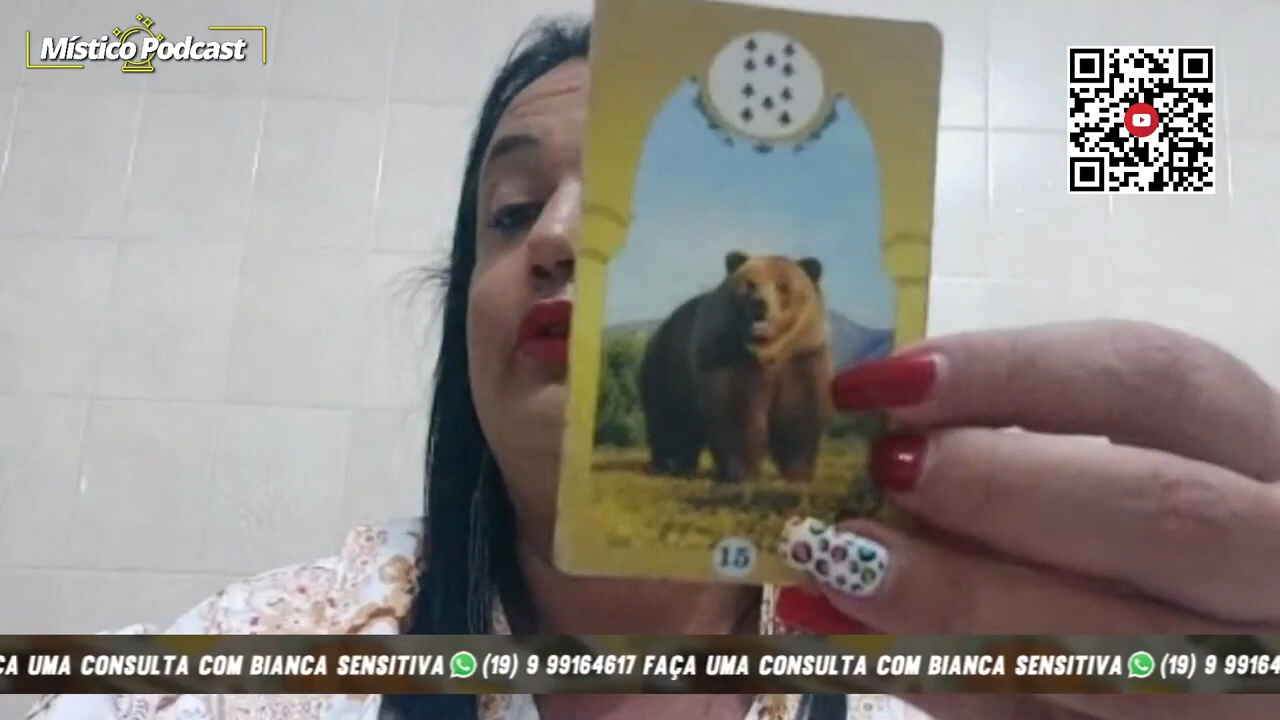 Místico Podcast
15
ÇA UMA CONSULTA COM BIANCA SENSITIVA (19) 9 99164617 FAÇA UMA CONSULTA COM BIANCA SENSITIVA (19) 9 99164